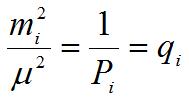 m_i^2 / μ^2 = 1 / P_i = q_i